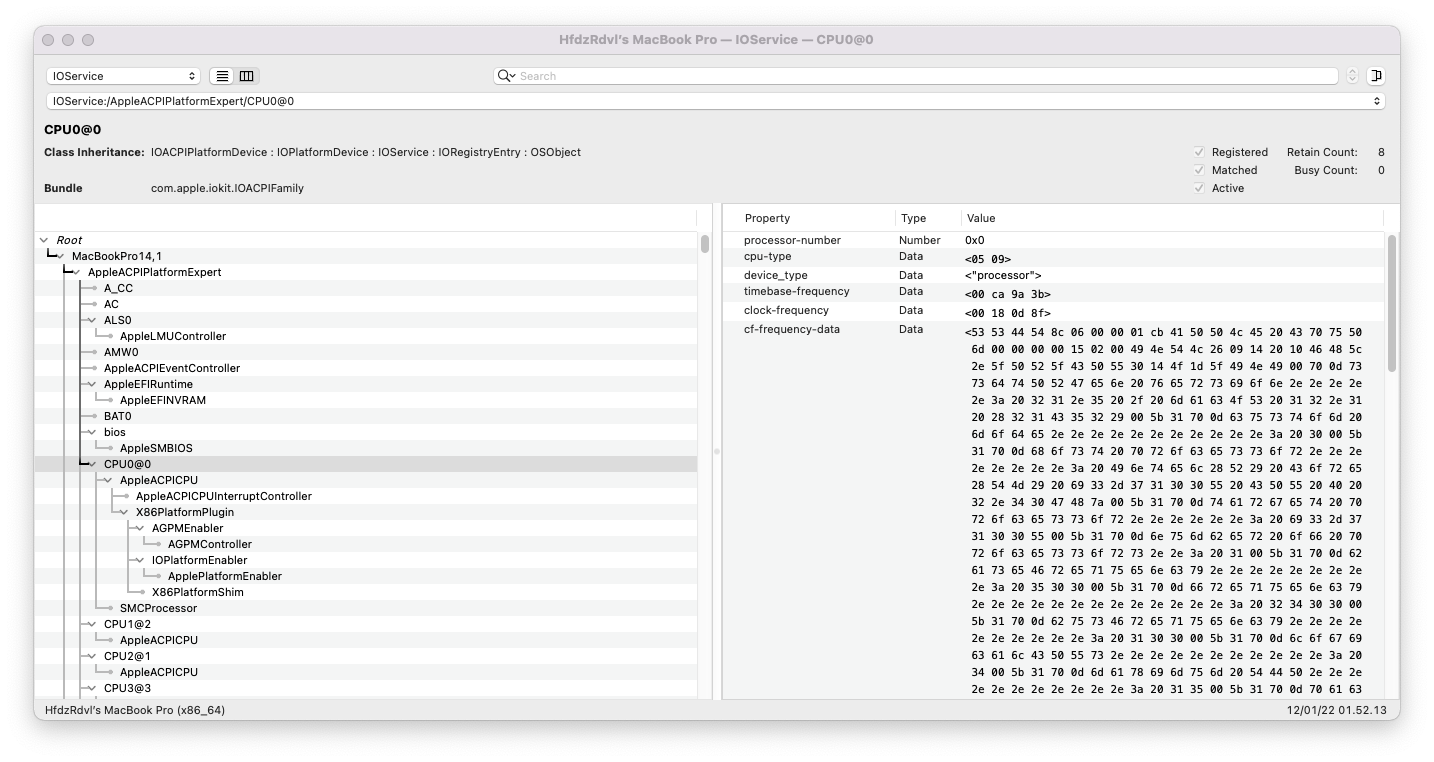 HfdzRdvl's MacBook Pro — IOService — CPU0@0
IOService
Search
IOService:/AppleACPIPlatformExpert/CPU0@0
CPU0@0
Class Inheritance: IOACPIPlatformDevice : IOPlatformDevice : IOService : IORegistryEntry : OSObject
Registered Retain Count: 8
Matched Busy Count: 0
Bundle com.apple.iokit.IOACPIFamily
Active
Root
MacBookPro14,1
AppleACPIPlatformExpert
A_CC
AC
ALS0
AppleLMUController
AMW0
AppleACPIEventController
AppleEFIRuntime
AppleEFINVRAM
BAT0
bios
AppleSMBIOS
CPU0@0
AppleACPICPU
AppleACPICPUInterruptController
X86PlatformPlugin
AGPMEnabler
AGPMController
IOPlatformEnabler
ApplePlatformEnabler
X86PlatformShim
SMCProcessor
CPU1@2
AppleACPICPU
CPU2@1
AppleACPICPU
CPU3@3
Property Type Value
processor-number Number 0x0
cpu-type Data <05 09>
device_type Data <"processor">
timebase-frequency Data <00 ca 9a 3b>
clock-frequency Data <00 18 0d 8f>
cf-frequency-data Data <53 53 44 54 8c 06 00 00 01 cb 41 50 50 4c 45 20 43 70 75 50
6d 00 00 00 00 15 02 00 49 4e 54 4c 26 09 14 20 10 46 48 5c
2e 5f 50 52 5f 43 50 55 30 14 4f 1d 5f 49 4e 49 00 70 0d 73
73 64 74 50 52 47 65 6e 20 76 65 72 73 69 6f 6e 2e 2e 2e 2e
2e 3a 20 32 31 2e 35 20 2f 20 6d 61 63 4f 53 20 31 32 2e 31
20 28 32 31 43 35 32 29 00 5b 31 70 0d 63 75 73 74 6f 6d 20
6d 6f 64 65 2e 2e 2e 2e 2e 2e 2e 2e 2e 2e 2e 3a 20 30 00 5b
31 70 0d 68 6f 73 74 20 70 72 6f 63 65 73 73 6f 72 2e 2e 2e
2e 2e 2e 2e 2e 3a 20 49 6e 74 65 6c 28 52 29 20 43 6f 72 65
28 54 4d 29 20 69 33 2d 37 31 30 30 55 20 43 50 55 20 40 20
32 2e 34 30 47 48 7a 00 5b 31 70 0d 74 61 72 67 65 74 20 70
72 6f 63 65 73 73 6f 72 2e 2e 2e 2e 2e 2e 3a 20 69 33 2d 37
31 30 30 55 00 5b 31 70 0d 6e 75 6d 62 65 72 20 6f 66 20 70
72 6f 63 65 73 73 6f 72 73 2e 2e 3a 20 31 00 5b 31 70 0d 62
61 73 65 46 72 65 71 75 65 6e 63 79 2e 2e 2e 2e 2e 2e 2e 2e
2e 3a 20 35 30 30 00 5b 31 70 0d 66 72 65 71 75 65 6e 63 79
2e 2e 2e 2e 2e 2e 2e 2e 2e 2e 2e 2e 2e 3a 20 32 34 30 30 00
5b 31 70 0d 62 75 73 46 72 65 71 75 65 6e 63 79 2e 2e 2e 2e
2e 2e 2e 2e 2e 2e 3a 20 31 30 30 00 5b 31 70 0d 6c 6f 67 69
63 61 6c 43 50 55 73 2e 2e 2e 2e 2e 2e 2e 2e 2e 2e 2e 3a 20
34 00 5b 31 70 0d 6d 61 78 69 6d 75 6d 20 54 44 50 2e 2e 2e
2e 2e 2e 2e 2e 2e 2e 2e 3a 20 31 35 00 5b 31 70 0d 70 61 63
HfdzRdvl's MacBook Pro (x86_64)
12/01/22 01.52.13